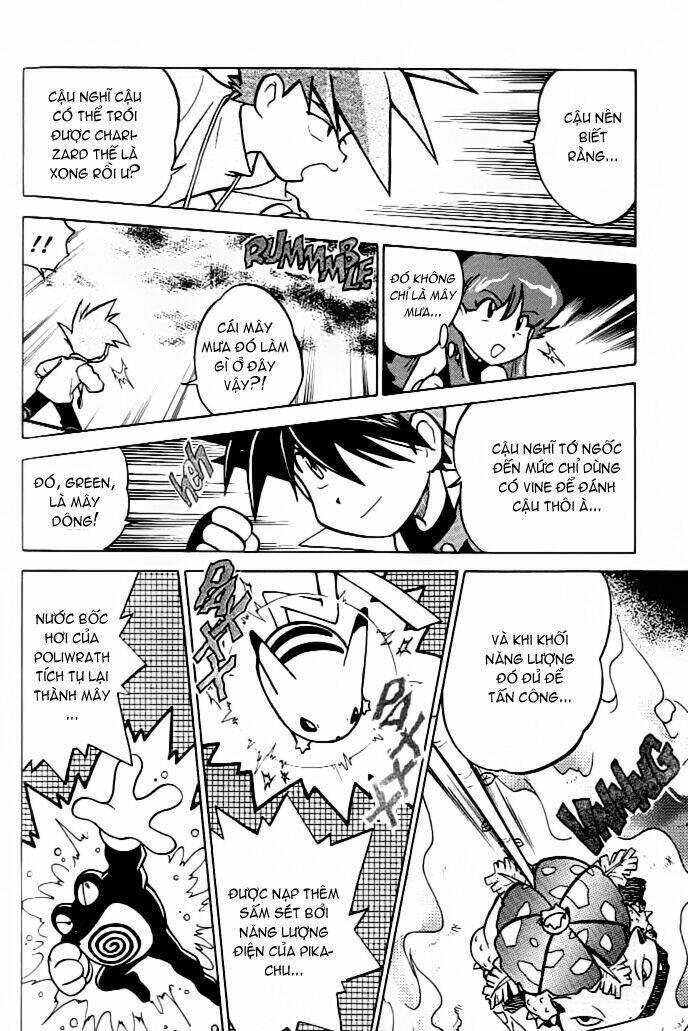 CẬU NGHĨ CẬU
CÓ THỂ TRÓI
ĐƯỢC CHARI-
ZARD THẾ LÀ
XONG RỒI Ư?
CẬU NÊN
BIẾT
RẰNG...
!!
RUMMMBLE
CÁI MÂY
MƯA ĐÓ LÀM
GÌ Ở ĐÂY
VẬY?!
ĐÓ KHÔNG
CHỈ LÀ MÂY
MƯA...
ĐÓ, GREEN,
LÀ MÂY
DÔNG!
heh
CẬU NGHĨ TỚ NGỐC
ĐẾN MỨC CHỈ DÙNG
CÓ VINE ĐỂ ĐÁNH
CẬU THÔI À...
NƯỚC BỐC
HƠI CỦA
POLIWRATH
TÍCH TỤ LẠI
THÀNH MÂY
...
ĐƯỢC NẠP THÊM
SẤM SÉT BỞI
NĂNG LƯỢNG
ĐIỆN CỦA PIKA-
CHU...
VÀ KHI KHỐI
NĂNG LƯỢNG
ĐÓ ĐỦ ĐỂ
TẤN CÔNG...